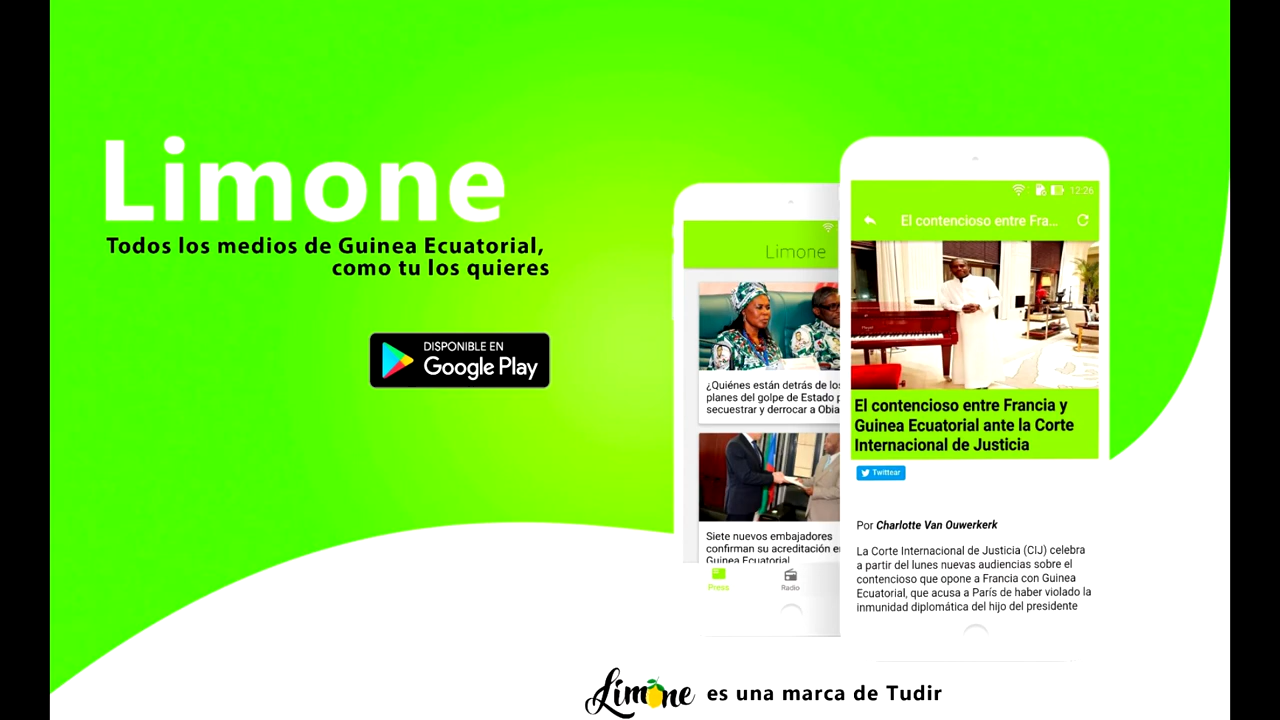 Limone
Todos los medios de Guinea Ecuatorial,
como tu los quieres
DISPONIBLE EN
Google Play
Limone
¿Quiénes están detrás de los
planes del golpe de Estado p
secuestrar y derrocar a Obia
Siete nuevos embajadores
confirman su acreditación e
Guinea Ecuatorial
Press
Radio
12:26
El contencioso entre Fra...
El contencioso entre Francia y
Guinea Ecuatorial ante la Corte
Internacional de Justicia
Twittear
Por Charlotte Van Ouwerkerk
La Corte Internacional de Justicia (CIJ) celebra
a partir del lunes nuevas audiencias sobre el
contencioso que opone a Francia con Guinea
Ecuatorial, que acusa a París de haber violado la
inmunidad diplomática del hijo del presidente
Limone es una marca de Tudir